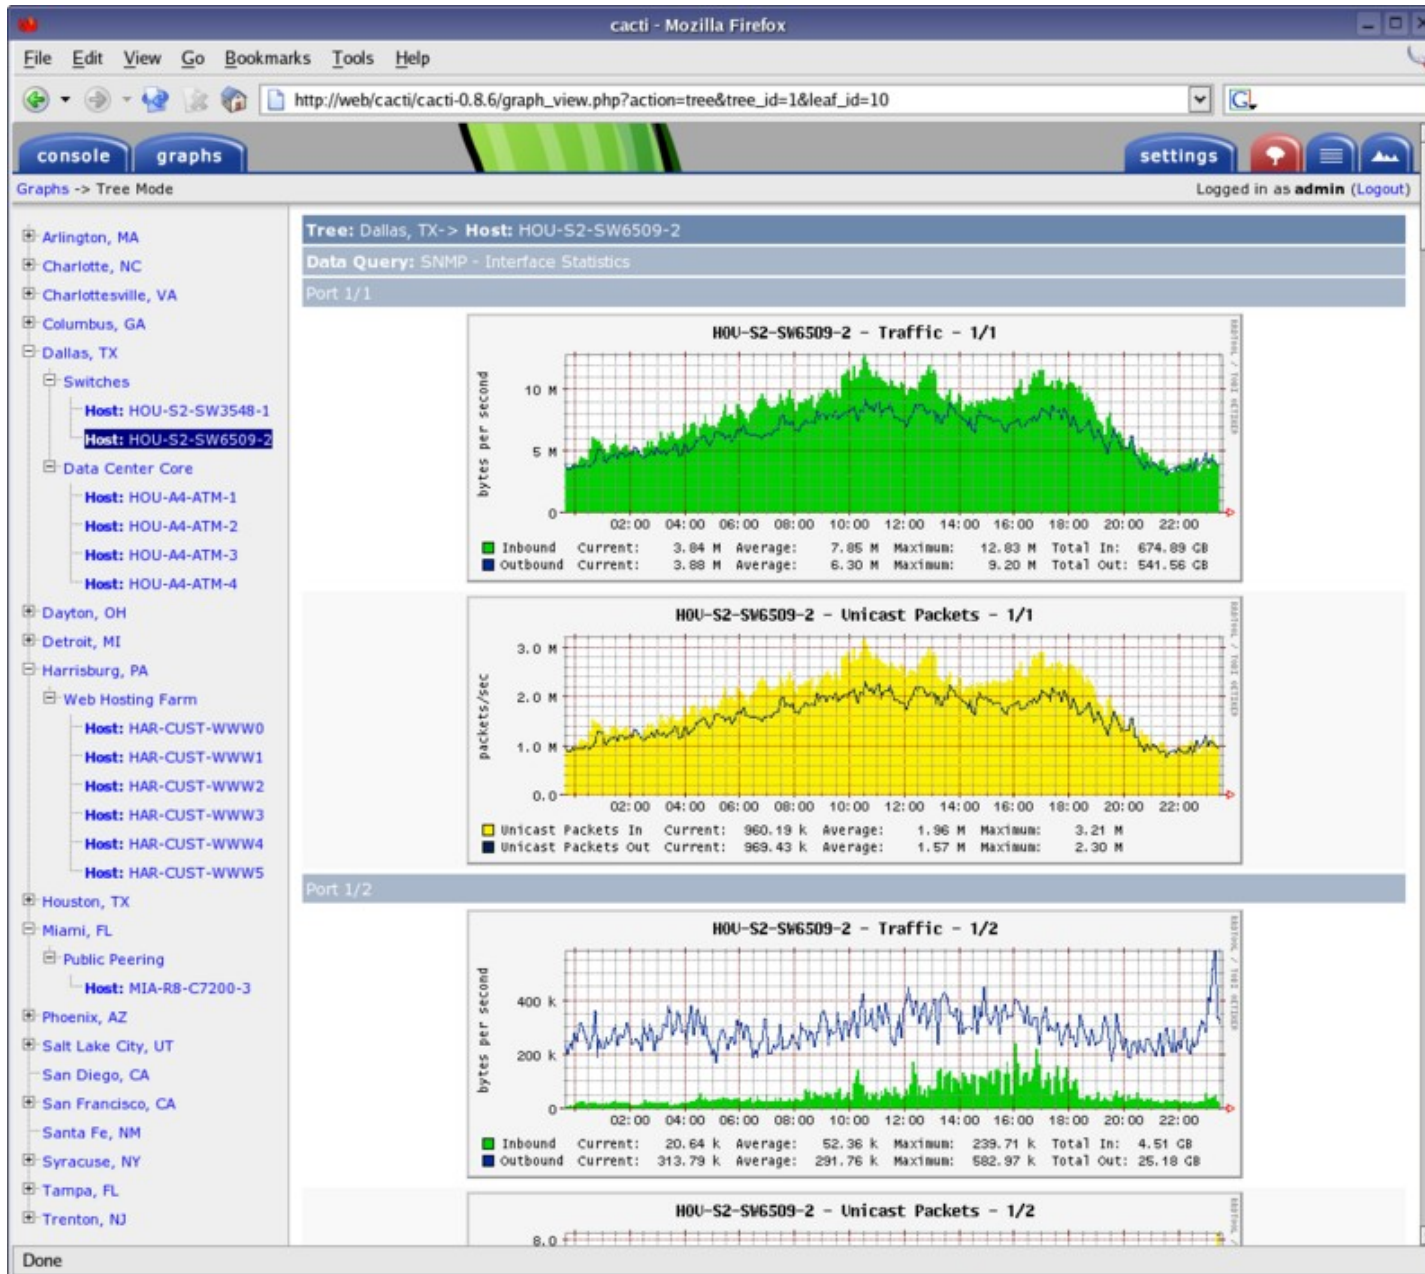 cacti - Mozilla Firefox
File Edit View Go Bookmarks Tools Help
http://web/cacti/cacti-0.8.6/graph_view.php?action=tree&tree_id=1&leaf_id=10
console graphs settings
Graphs -> Tree Mode Logged in as admin (Logout)
Arlington, MA
Charlotte, NC
Charlottesville, VA
Columbus, GA
Dallas, TX
Switches
Host: HOU-S2-SW3548-1
Host: HOU-S2-SW6509-2
Data Center Core
Host: HOU-A4-ATM-1
Host: HOU-A4-ATM-2
Host: HOU-A4-ATM-3
Host: HOU-A4-ATM-4
Dayton, OH
Detroit, MI
Harrisburg, PA
Web Hosting Farm
Host: HAR-CUST-WWW0
Host: HAR-CUST-WWW1
Host: HAR-CUST-WWW2
Host: HAR-CUST-WWW3
Host: HAR-CUST-WWW4
Host: HAR-CUST-WWW5
Houston, TX
Miami, FL
Public Peering
Host: MIA-R8-C7200-3
Phoenix, AZ
Salt Lake City, UT
San Diego, CA
San Francisco, CA
Santa Fe, NM
Syracuse, NY
Tampa, FL
Trenton, NJ
Tree: Dallas, TX-> Host: HOU-S2-SW6509-2
Data Query: SNMP - Interface Statistics
Port 1/1
HOU-S2-SW6509-2 - Traffic - 1/1
RRDTOOL / TOBI OETIKER
bytes per second
10 M
5 M
0
02:00 04:00 06:00 08:00 10:00 12:00 14:00 16:00 18:00 20:00 22:00
Inbound Current: 3.84 M Average: 7.85 M Maximum: 12.83 M Total In: 674.89 GB
Outbound Current: 3.88 M Average: 6.30 M Maximum: 9.20 M Total Out: 541.56 GB
HOU-S2-SW6509-2 - Unicast Packets - 1/1
RRDTOOL / TOBI OETIKER
packets/sec
3.0 M
2.0 M
1.0 M
0.0
02:00 04:00 06:00 08:00 10:00 12:00 14:00 16:00 18:00 20:00 22:00
Unicast Packets In Current: 960.19 k Average: 1.96 M Maximum: 3.21 M
Unicast Packets Out Current: 969.43 k Average: 1.57 M Maximum: 2.30 M
Port 1/2
HOU-S2-SW6509-2 - Traffic - 1/2
RRDTOOL / TOBI OETIKER
bytes per second
400 k
200 k
0
02:00 04:00 06:00 08:00 10:00 12:00 14:00 16:00 18:00 20:00 22:00
Inbound Current: 20.64 k Average: 52.36 k Maximum: 239.71 k Total In: 4.51 GB
Outbound Current: 313.79 k Average: 291.76 k Maximum: 582.97 k Total Out: 25.18 GB
HOU-S2-SW6509-2 - Unicast Packets - 1/2
8.0
Done